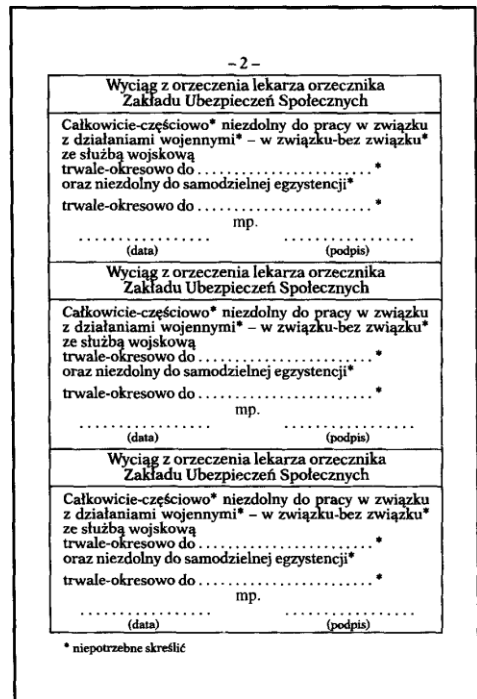 – 2 –
Wyciąg z orzeczenia lekarza orzecznika
Zakładu Ubezpieczeń Społecznych
Całkowicie-częściowo* niezdolny do pracy w związku
z działaniami wojennymi* – w związku-bez związku*
ze służbą wojskową
trwale-okresowo do . . . . . . . . . . . . . . . . . . . . . . . *
oraz niezdolny do samodzielnej egzystencji*
trwale-okresowo do . . . . . . . . . . . . . . . . . . . . . . . *
mp.
. . . . . . . . . . . . . . . . . . . . . . . . . . . . . . . . . .
(data) (podpis)
Wyciąg z orzeczenia lekarza orzecznika
Zakładu Ubezpieczeń Społecznych
Całkowicie-częściowo* niezdolny do pracy w związku
z działaniami wojennymi* – w związku-bez związku*
ze służbą wojskową
trwale-okresowo do . . . . . . . . . . . . . . . . . . . . . . . *
oraz niezdolny do samodzielnej egzystencji*
trwale-okresowo do . . . . . . . . . . . . . . . . . . . . . . . *
mp.
. . . . . . . . . . . . . . . . . . . . . . . . . . . . . . . . . .
(data) (podpis)
Wyciąg z orzeczenia lekarza orzecznika
Zakładu Ubezpieczeń Społecznych
Całkowicie-częściowo* niezdolny do pracy w związku
z działaniami wojennymi* – w związku-bez związku*
ze służbą wojskową
trwale-okresowo do . . . . . . . . . . . . . . . . . . . . . . . *
oraz niezdolny do samodzielnej egzystencji*
trwale-okresowo do . . . . . . . . . . . . . . . . . . . . . . . *
mp.
. . . . . . . . . . . . . . . . . . . . . . . . . . . . . . . . . .
(data) (podpis)
* niepotrzebne skreślić